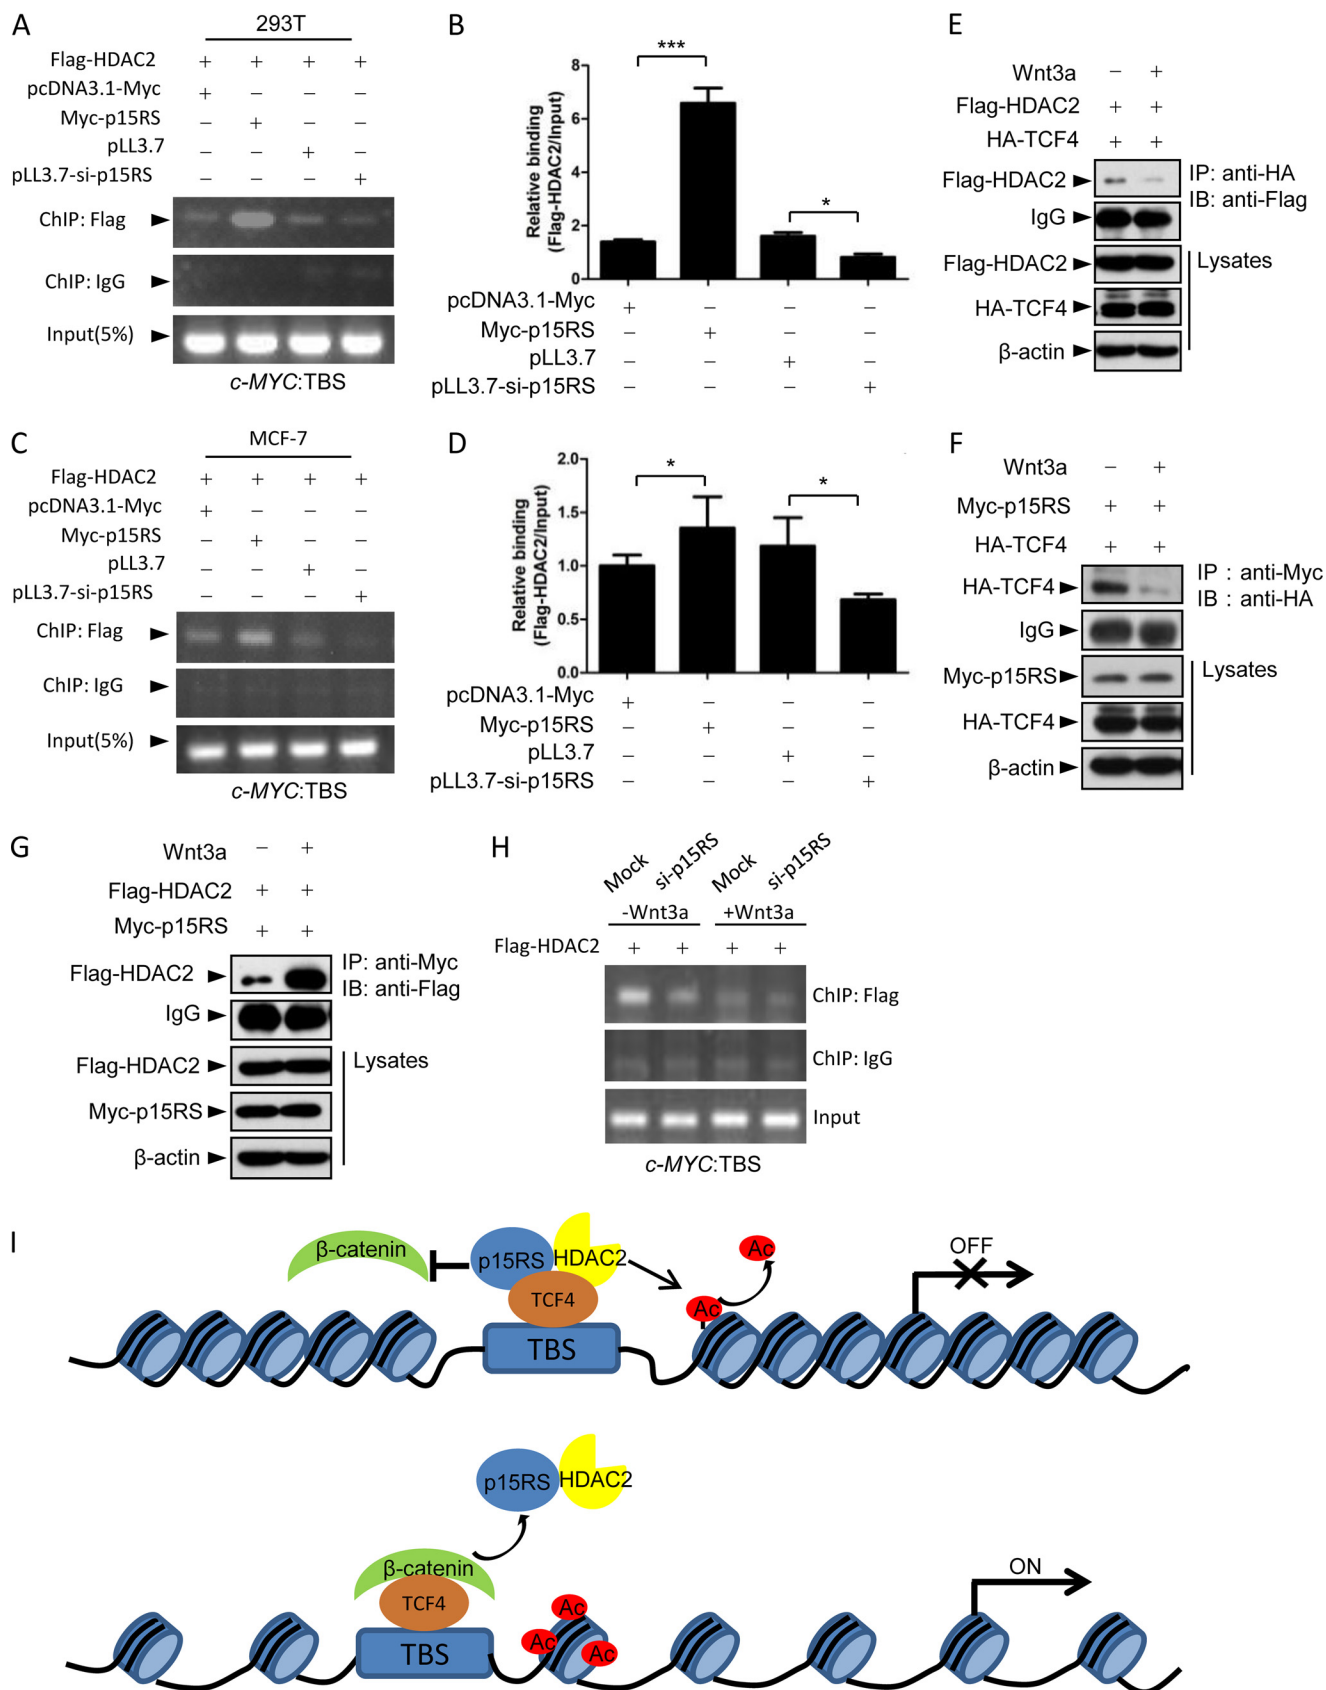 A
293T
Flag-HDAC2 + + + +
pcDNA3.1-Myc + − − −
Myc-p15RS − + − −
pLL3.7 − − + −
pLL3.7-si-p15RS − − − +
ChIP: Flag
ChIP: IgG
Input(5%)
c-MYC:TBS
B
Relative binding
(Flag-HDAC2/Input)
8
6
4
2
0
***
*
pcDNA3.1-Myc + − − −
Myc-p15RS − + − −
pLL3.7 − − + −
pLL3.7-si-p15RS − − − +
E
Wnt3a − +
Flag-HDAC2 + +
HA-TCF4 + +
Flag-HDAC2
IP: anti-HA
IB: anti-Flag
IgG
Flag-HDAC2
Lysates
HA-TCF4
β-actin
C
MCF-7
Flag-HDAC2 + + + +
pcDNA3.1-Myc + − − −
Myc-p15RS − + − −
pLL3.7 − − + −
pLL3.7-si-p15RS − − − +
ChIP: Flag
ChIP: IgG
Input(5%)
c-MYC:TBS
D
Relative binding
(Flag-HDAC2/Input)
2.0
1.5
1.0
0.5
0.0
*
*
pcDNA3.1-Myc + − − −
Myc-p15RS − + − −
pLL3.7 − − + −
pLL3.7-si-p15RS − − − +
F
Wnt3a − +
Myc-p15RS + +
HA-TCF4 + +
HA-TCF4
IP : anti-Myc
IB : anti-HA
IgG
Myc-p15RS
Lysates
HA-TCF4
β-actin
G
Wnt3a − +
Flag-HDAC2 + +
Myc-p15RS + +
Flag-HDAC2
IP: anti-Myc
IB: anti-Flag
IgG
Flag-HDAC2
Lysates
Myc-p15RS
β-actin
H
Mock si-p15RS Mock si-p15RS
-Wnt3a +Wnt3a
Flag-HDAC2 + + + +
ChIP: Flag
ChIP: IgG
Input
c-MYC:TBS
I
β-catenin
p15RS
HDAC2
TCF4
TBS
Ac
Ac
OFF
p15RS
HDAC2
β-catenin
TCF4
TBS
Ac
Ac
Ac
ON